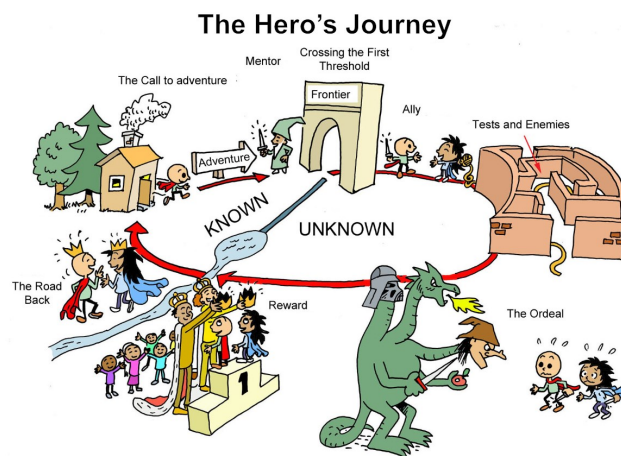 The Hero's Journey
Crossing the First
Threshold
Mentor
The Call to adventure
Frontier
Ally
Tests and Enemies
Adventure
KNOWN
UNKNOWN
The Road
Back
Reward
The Ordeal
1